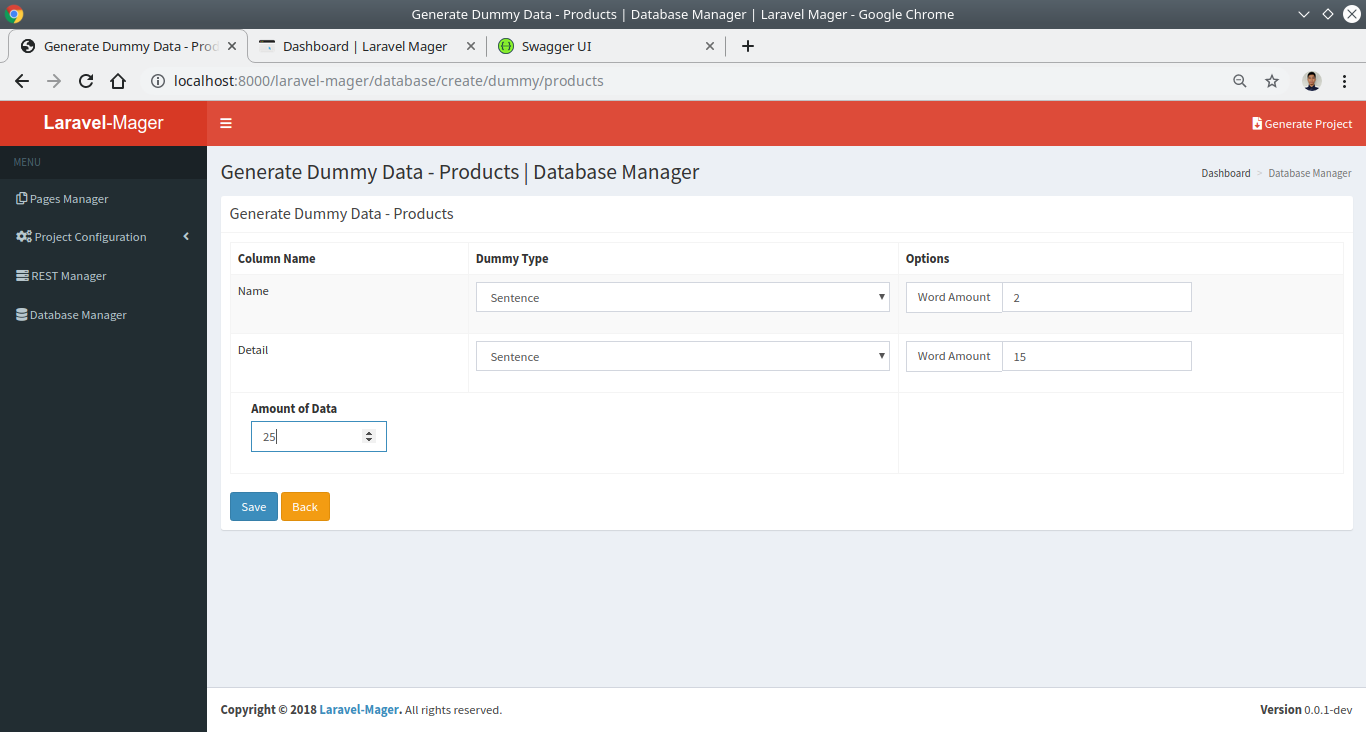 Generate Dummy Data - Products | Database Manager | Laravel Mager - Google Chrome
Generate Dummy Data - Prod
Dashboard | Laravel Mager
Swagger UI
localhost:8000/laravel-mager/database/create/dummy/products
Laravel-Mager
Generate Project
MENU
Pages Manager
Project Configuration
REST Manager
Database Manager
Generate Dummy Data - Products | Database Manager
Dashboard > Database Manager
Generate Dummy Data - Products
Column Name Dummy Type Options
Name Sentence Word Amount 2
Detail Sentence Word Amount 15
Amount of Data
25
Save Back
Copyright © 2018 Laravel-Mager. All rights reserved.
Version 0.0.1-dev